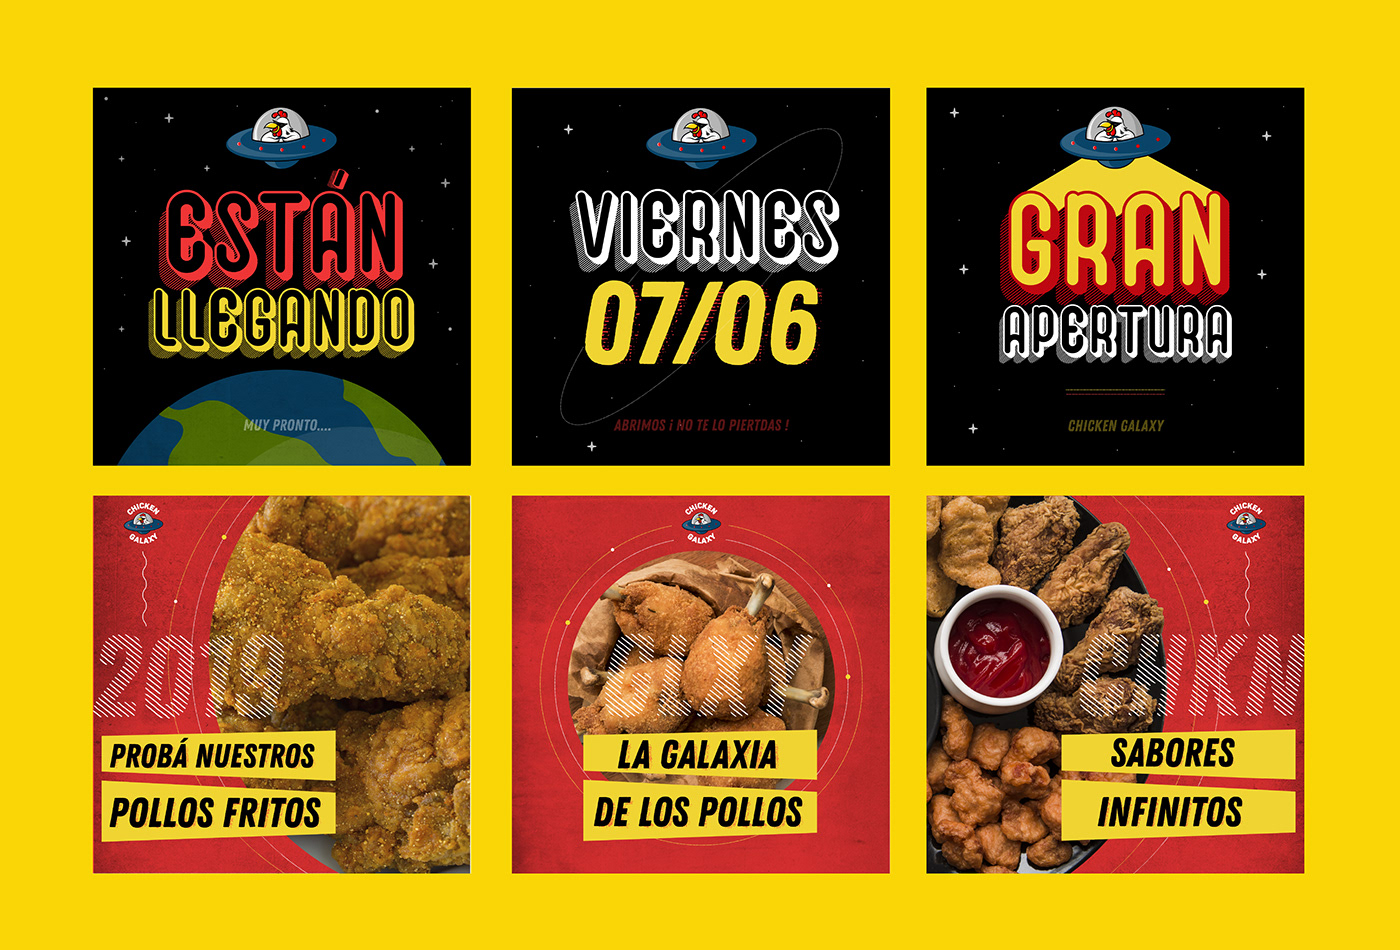 ESTÁN
LLEGANDO
MUY PRONTO....
VIERNES
07/06
ABRIMOS ¡ NO TE LO PIERTDAS !
GRAN
APERTURA
CHICKEN GALAXY
CHICKEN
GALAXY
2019
PROBÁ NUESTROS
POLLOS FRITOS
CHICKEN
GALAXY
GLXY
LA GALAXIA
DE LOS POLLOS
CHICKEN
GALAXY
SABORES
INFINITOS